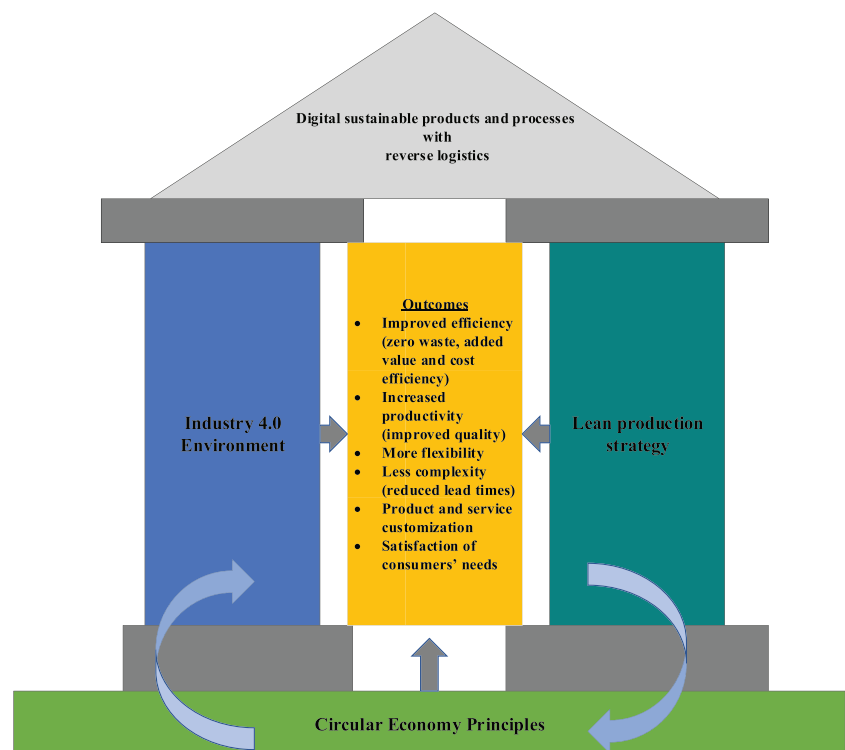 Digital sustainable products and processes
with
reverse logistics
Outcomes
• Improved efficiency
(zero waste, added
value and cost
efficiency)
• Increased
productivity
(improved quality)
• More flexibility
• Less complexity
(reduced lead times)
• Product and service
customization
• Satisfaction of
consumers’ needs
Industry 4.0
Environment
Lean production
strategy
Circular Economy Principles